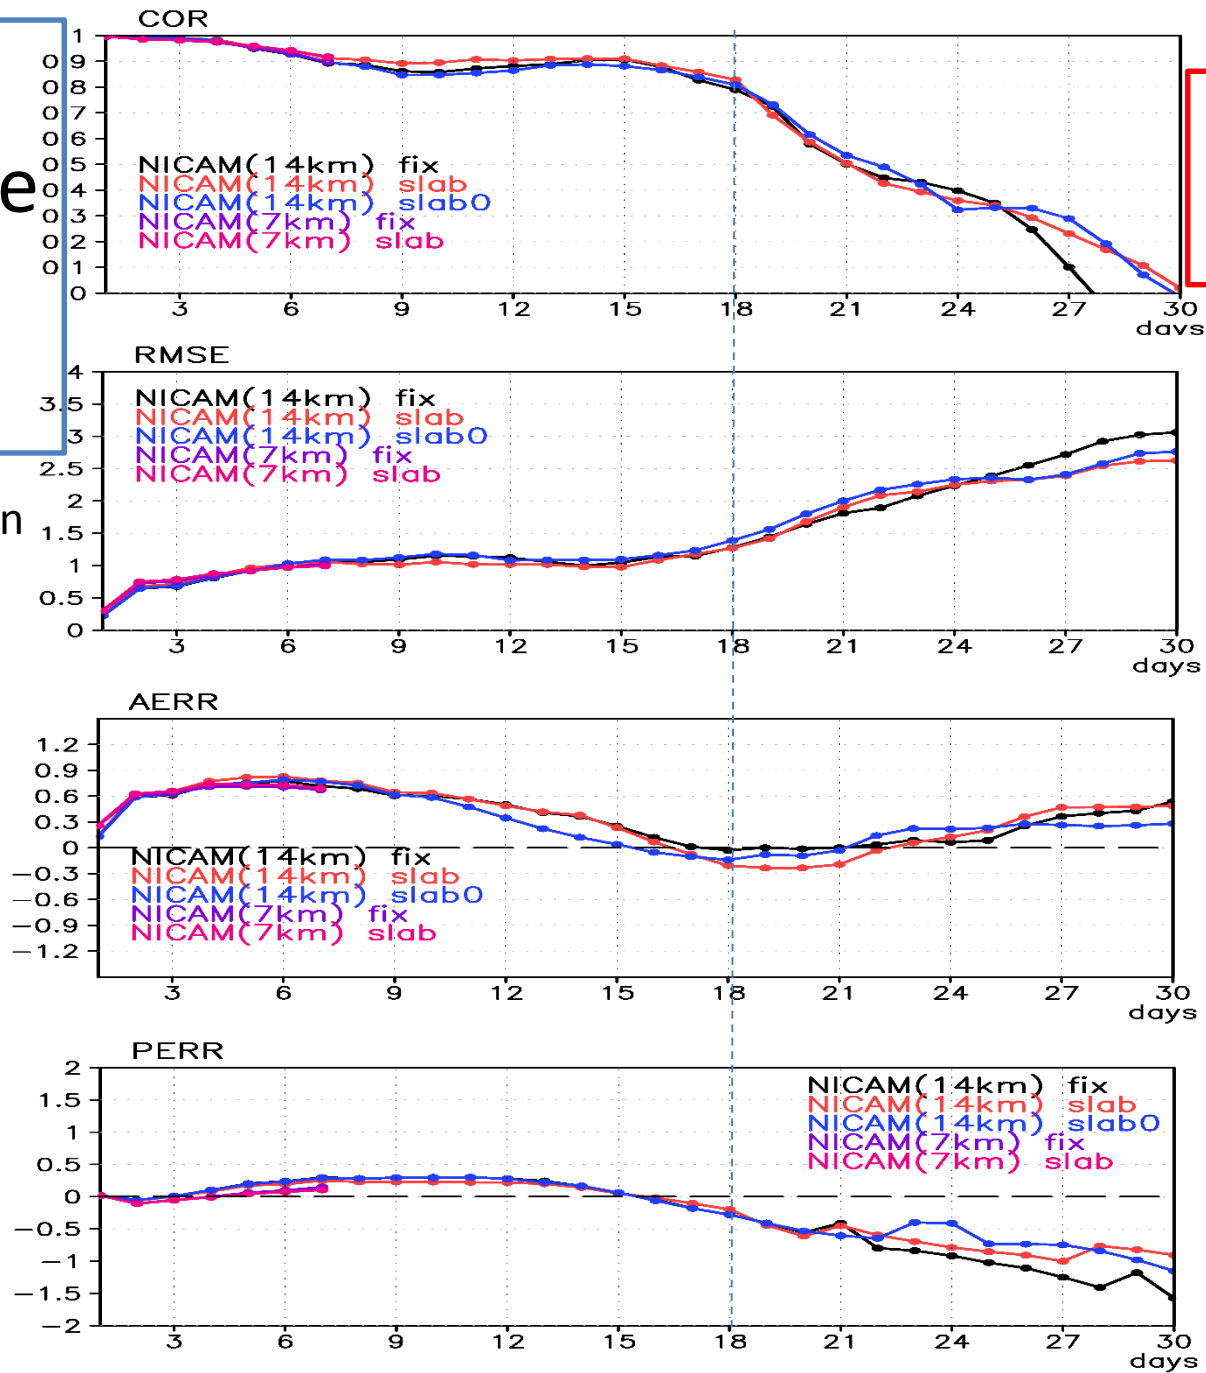 COR
1
0 9
0 8
0 7
0 6
0 5
0 4
0 3
0 2
0 1
0
e
NICAM(14km) fix
NICAM(14km) slab
NICAM(14km) slab0
NICAM(7km) fix
NICAM(7km) slab
3 6 9 12 15 18 21 24 27 30
days
RMSE
4
3.5
3
2.5
2
1.5
1
0.5
0
n
NICAM(14km) fix
NICAM(14km) slab
NICAM(14km) slab0
NICAM(7km) fix
NICAM(7km) slab
3 6 9 12 15 18 21 24 27 30
days
AERR
1.2
0.9
0.6
0.3
0
−0.3
−0.6
−0.9
−1.2
NICAM(14km) fix
NICAM(14km) slab
NICAM(14km) slab0
NICAM(7km) fix
NICAM(7km) slab
3 6 9 12 15 18 21 24 27 30
days
PERR
2
1.5
1
0.5
0
−0.5
−1
−1.5
−2
NICAM(14km) fix
NICAM(14km) slab
NICAM(14km) slab0
NICAM(7km) fix
NICAM(7km) slab
3 6 9 12 15 18 21 24 27 30
days